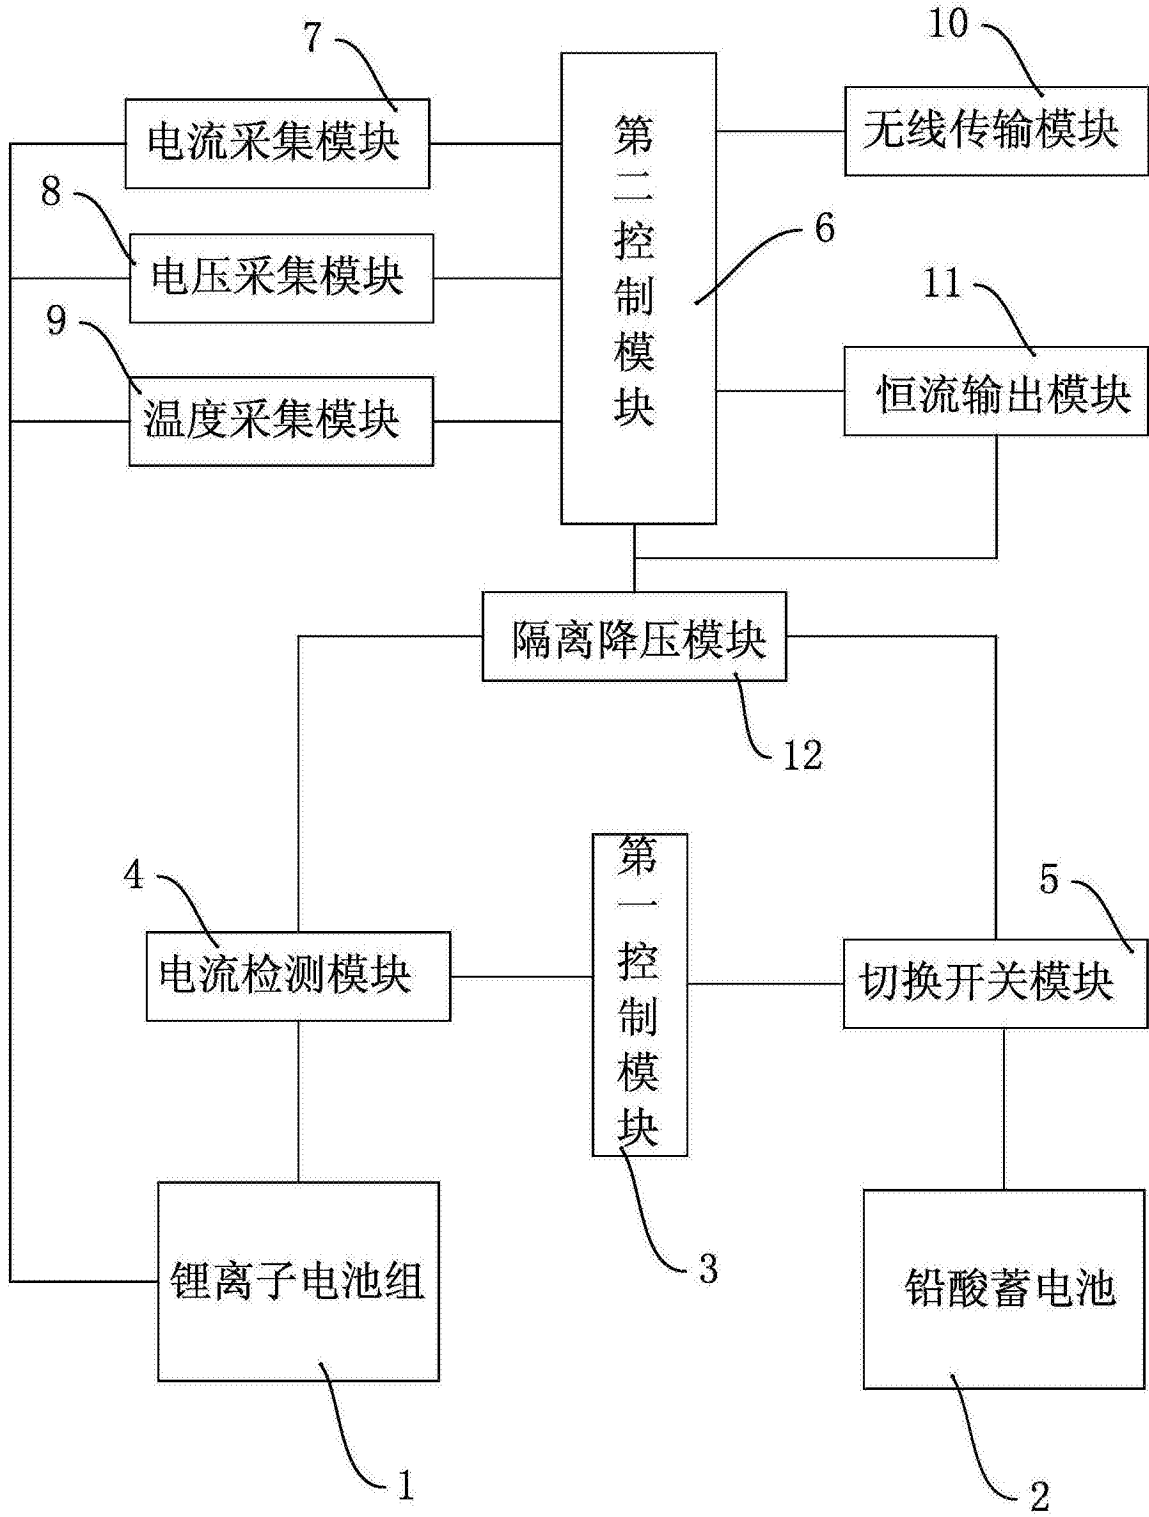 7
电流采集模块
8
电压采集模块
9
温度采集模块
第二控制模块
6
10
无线传输模块
11
恒流输出模块
隔离降压模块
12
4
电流检测模块
第一控制模块
3
5
切换开关模块
锂离子电池组
1
铅酸蓄电池
2